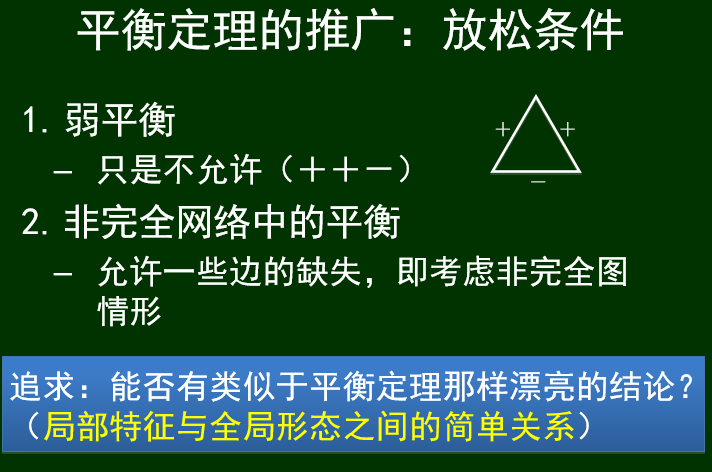 平衡定理的推广：放松条件
1. 弱平衡
– 只是不允许（＋＋－）
＋ ＋
－
2. 非完全网络中的平衡
– 允许一些边的缺失，即考虑非完全图
情形
追求：能否有类似于平衡定理那样漂亮的结论？
（局部特征与全局形态之间的简单关系）